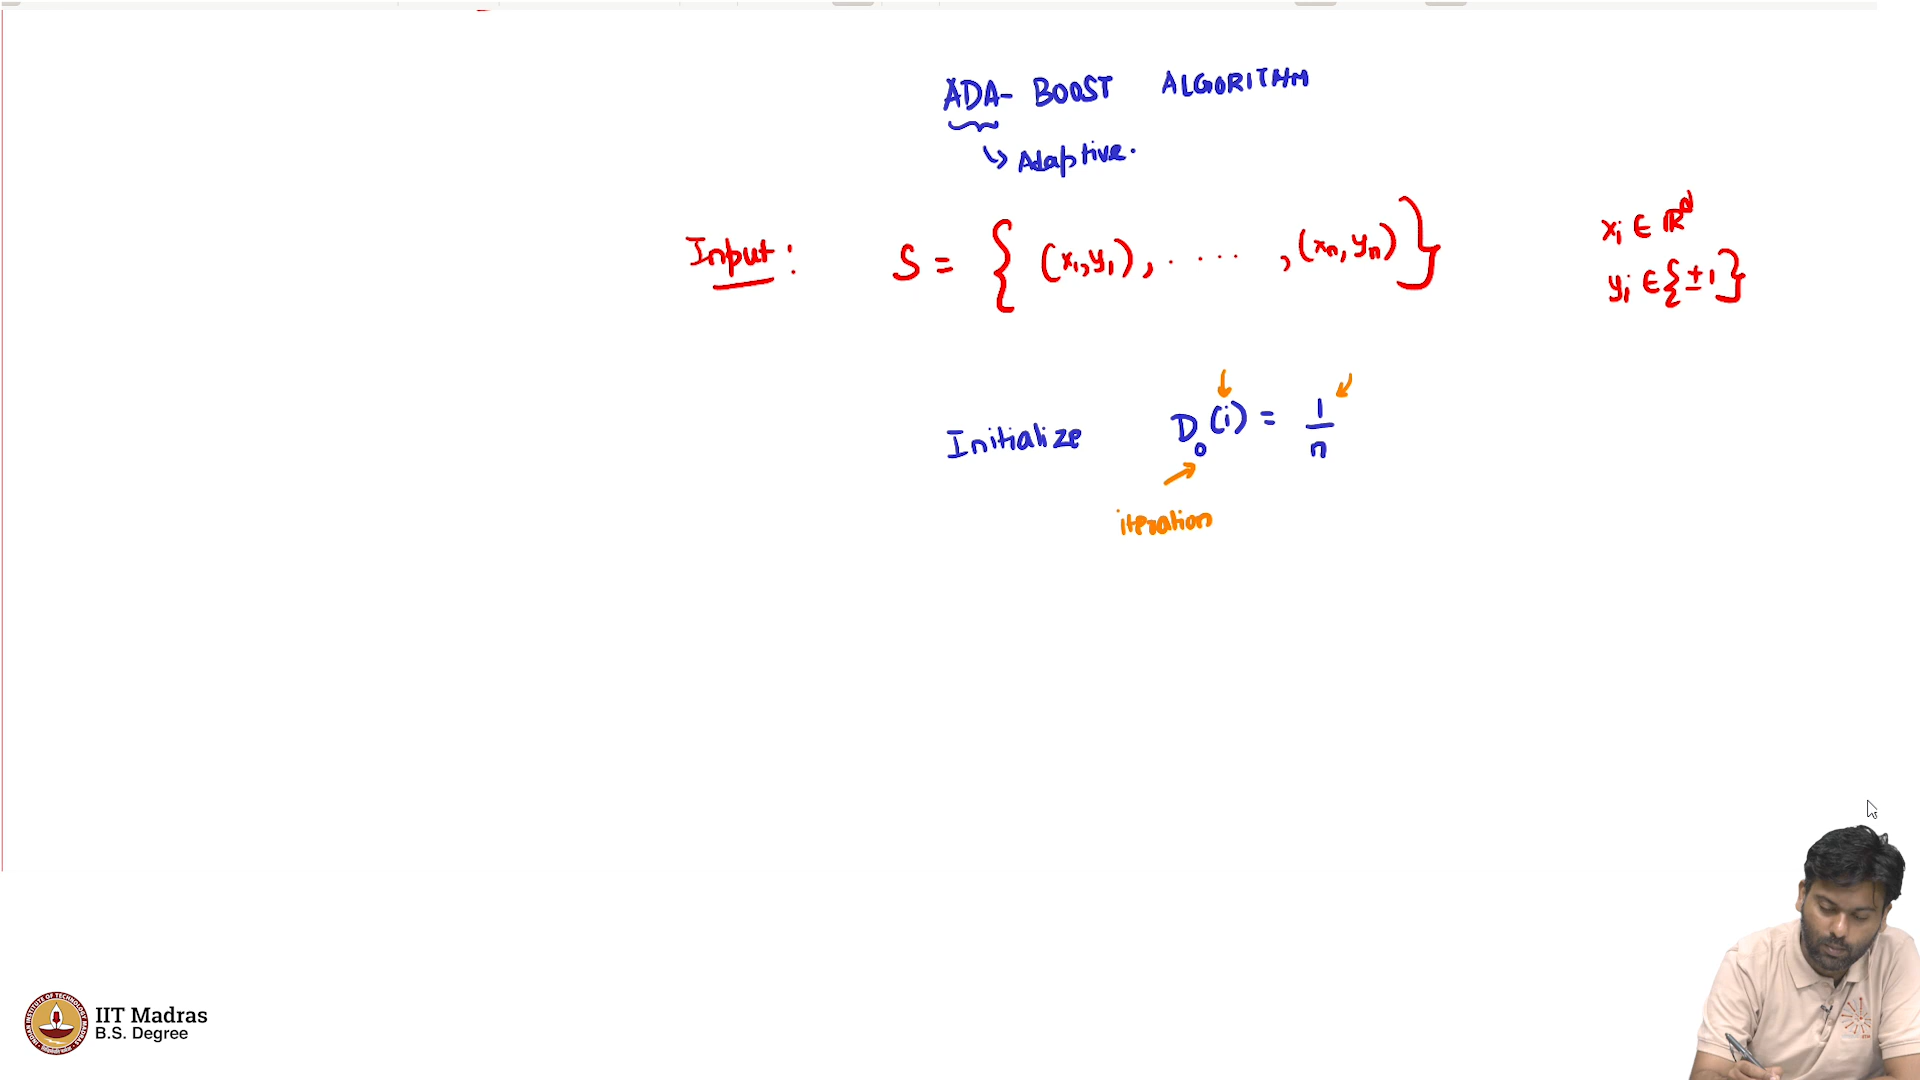 ADA- BOOST ALGORITHM
↳ Adaptive.
Input: S = { (x₁,y₁), ..... ,(xₙ,yₙ) } xᵢ ∈ ℝᵈ
yᵢ ∈ {±1}
Initialize D₀(i) = 1/n
iteration
IIT Madras
B.S. Degree